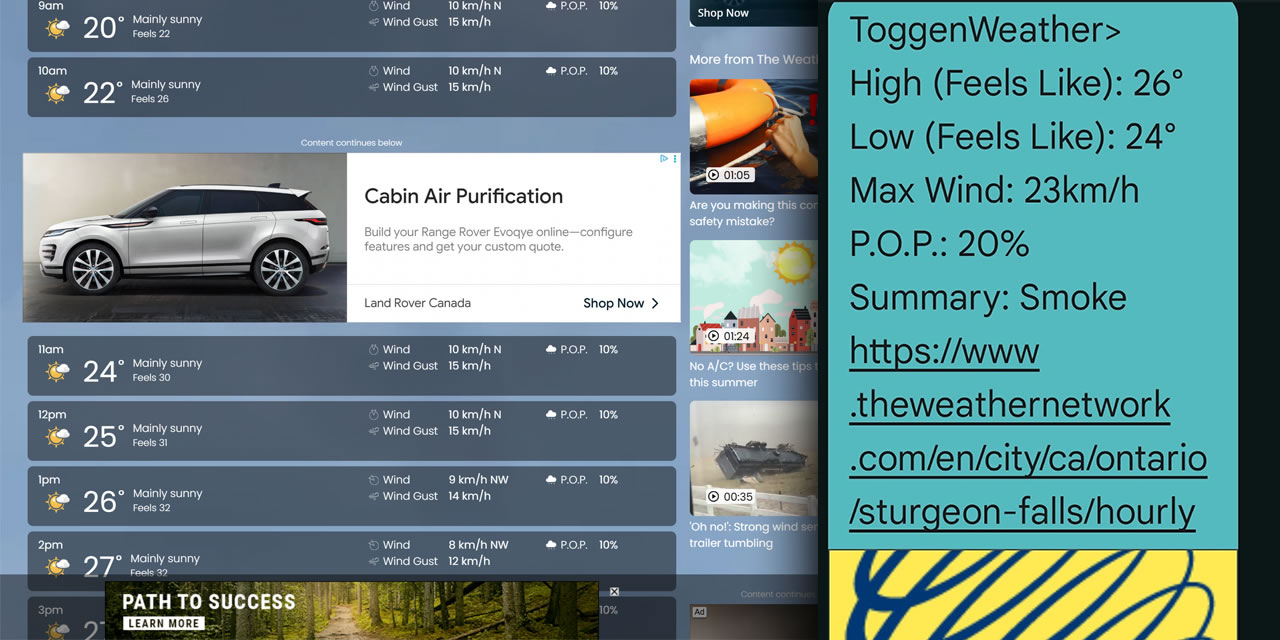 9am
20° Mainly sunny
Feels 22
Wind 10 km/h N
Wind Gust 15 km/h
P.O.P. 10%
10am
22° Mainly sunny
Feels 26
Wind 10 km/h N
Wind Gust 15 km/h
P.O.P. 10%
Content continues below
Cabin Air Purification
Build your Range Rover Evoqye online—configure
features and get your custom quote.
Land Rover Canada
Shop Now
11am
24° Mainly sunny
Feels 30
Wind 10 km/h N
Wind Gust 15 km/h
P.O.P. 10%
12pm
25° Mainly sunny
Feels 31
Wind 10 km/h N
Wind Gust 15 km/h
P.O.P. 10%
1pm
26° Mainly sunny
Feels 32
Wind 9 km/h NW
Wind Gust 14 km/h
P.O.P. 10%
2pm
27° Mainly sunny
Feels 32
Wind 8 km/h NW
Wind Gust 12 km/h
P.O.P. 10%
3pm
10%
PATH TO SUCCESS
LEARN MORE
Shop Now
More from The Weat
01:05
Are you making this
safety mistake?
01:24
No A/C? Use these tips
this summer
00:35
'Oh no!': Strong wind
trailer tumbling
Content continues
Ad
ToggenWeather>
High (Feels Like): 26°
Low (Feels Like): 24°
Max Wind: 23km/h
P.O.P.: 20%
Summary: Smoke
https://www
.theweathernetwork
.com/en/city/ca/ontario
/sturgeon-falls/hourly